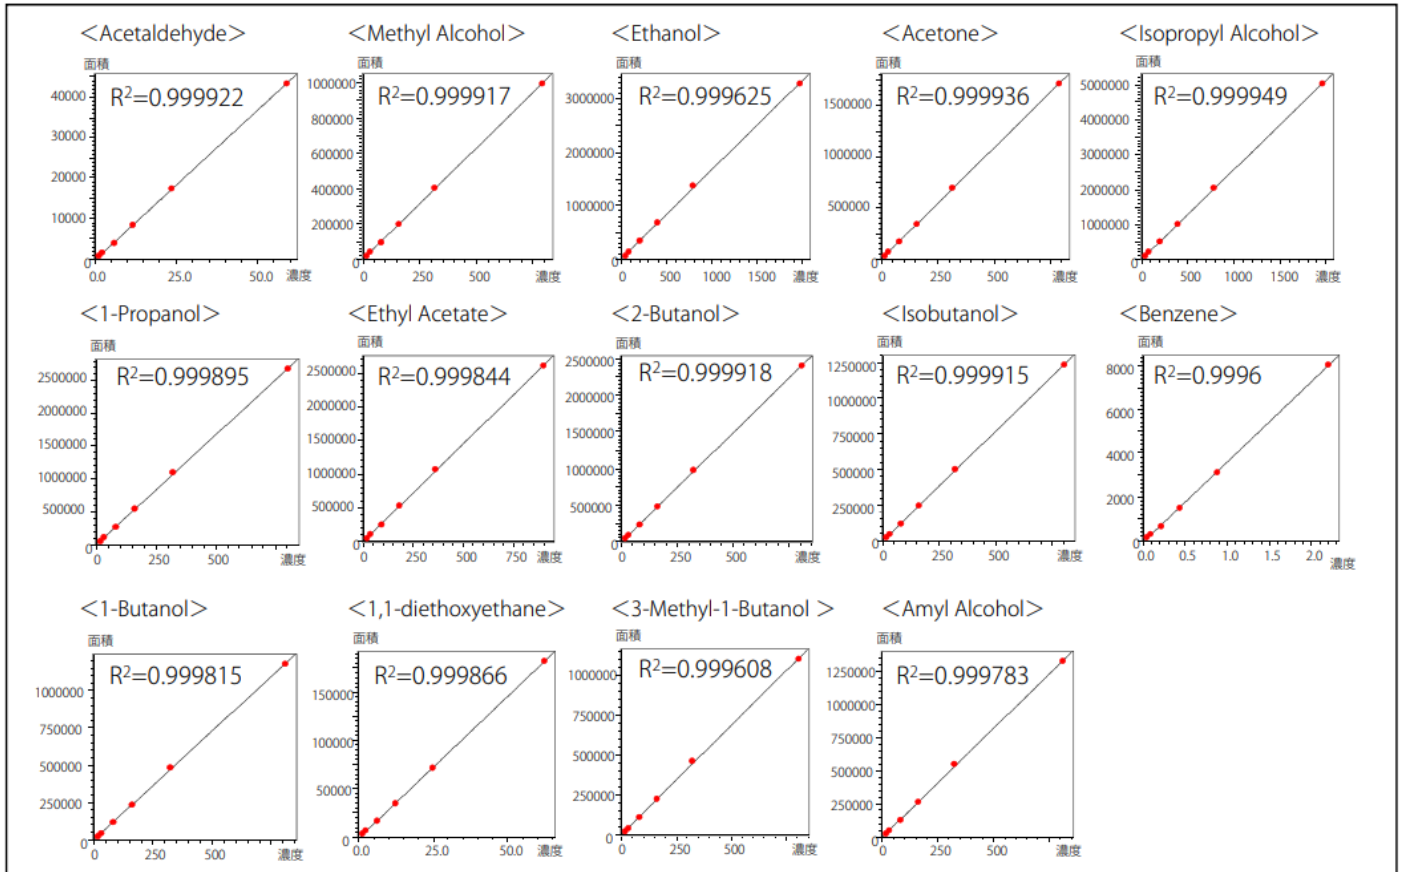 <Acetaldehyde>
面積
R²=0.999922
40000
30000
20000
10000
0
0.0 25.0 50.0 濃度
<Methyl Alcohol>
面積
R²=0.999917
1000000
800000
600000
400000
200000
0
0 250 500 濃度
<Ethanol>
面積
R²=0.999625
3000000
2000000
1000000
0
0 500 1000 1500 濃度
<Acetone>
面積
R²=0.999936
1500000
1000000
500000
0
0 250 500 濃度
<Isopropyl Alcohol>
面積
R²=0.999949
5000000
4000000
3000000
2000000
1000000
0
0 500 1000 1500 濃度
<1-Propanol>
面積
R²=0.999895
2500000
2000000
1500000
1000000
500000
0
0 250 500 濃度
<Ethyl Acetate>
面積
R²=0.999844
2500000
2000000
1500000
1000000
500000
0
0 250 500 750 濃度
<2-Butanol>
面積
R²=0.999918
2500000
2000000
1500000
1000000
500000
0
0 250 500 濃度
<Isobutanol>
面積
R²=0.999915
1250000
1000000
750000
500000
250000
0
0 250 500 濃度
<Benzene>
面積
R²=0.9996
8000
6000
4000
2000
0
0.0 0.5 1.0 1.5 2.0 濃度
<1-Butanol>
面積
R²=0.999815
1000000
750000
500000
250000
0
0 250 500 濃度
<1,1-diethoxyethane>
面積
R²=0.999866
150000
100000
50000
0
0.0 25.0 50.0 濃度
<3-Methyl-1-Butanol >
面積
R²=0.999608
1000000
750000
500000
250000
0
0 250 500 濃度
<Amyl Alcohol>
面積
R²=0.999783
1250000
1000000
750000
500000
250000
0
0 250 500 濃度